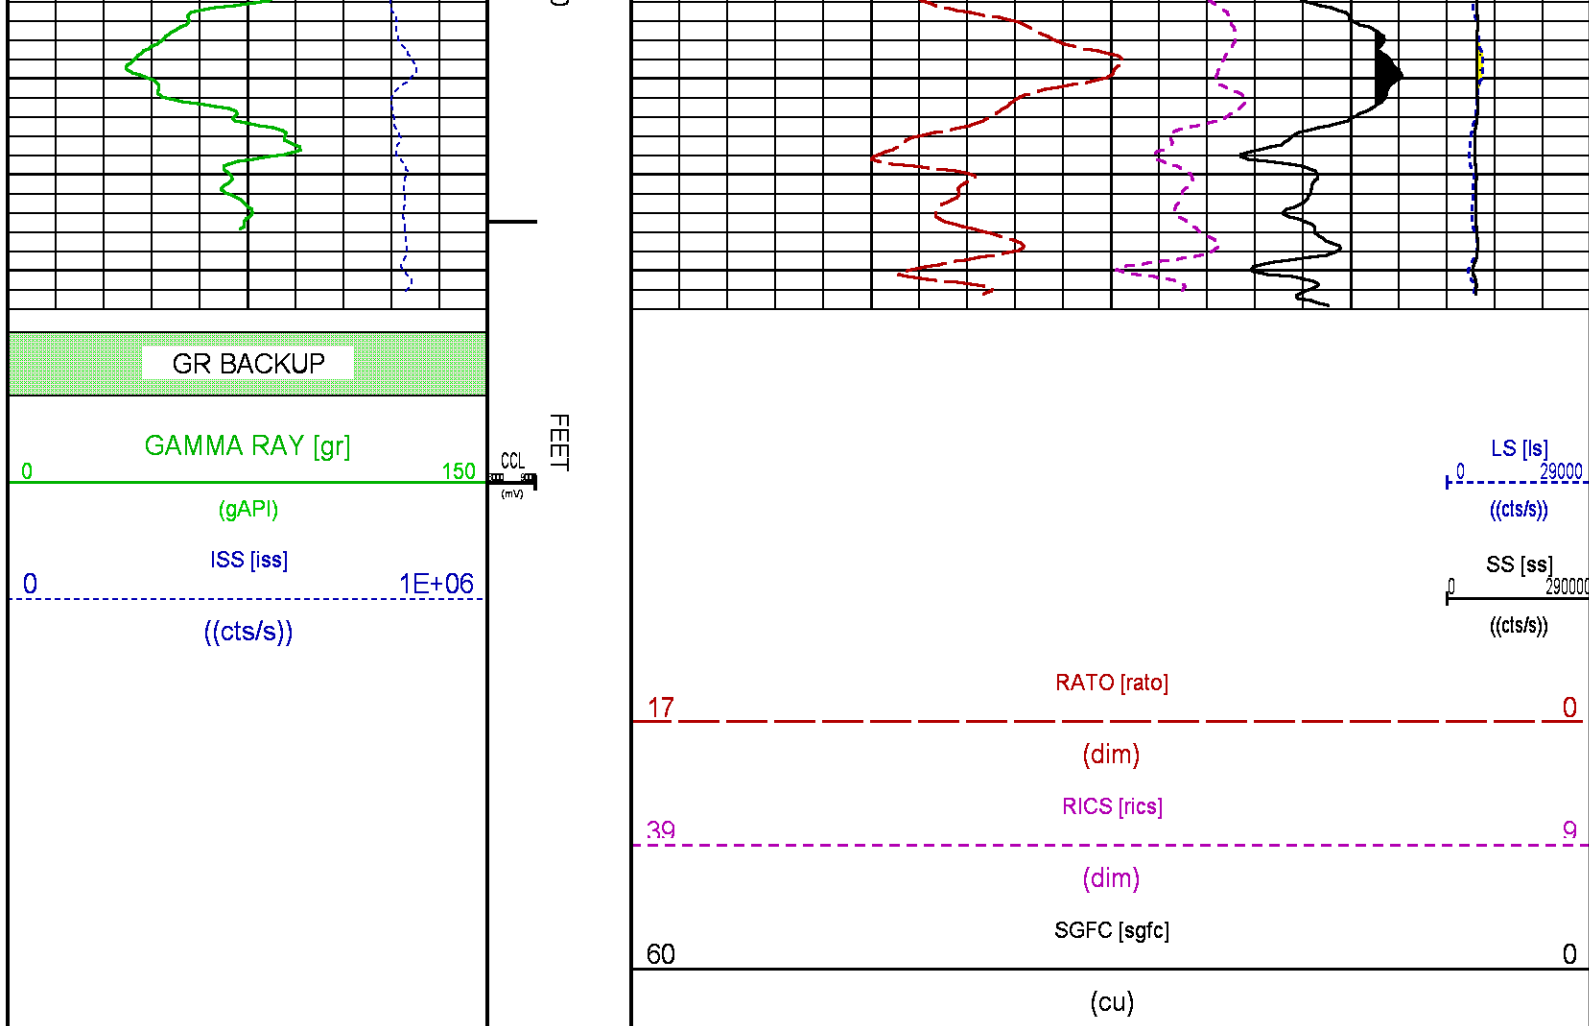 0
GR BACKUP
GAMMA RAY [gr]
0 150
(gAPI)
ISS [iss]
0 1E+06
((cts/s))
CCL
(mV)
FEET
LS [ls]
0 29000
((cts/s))
SS [ss]
0 290000
((cts/s))
RATO [rato]
17 0
(dim)
RICS [rics]
39 9
(dim)
SGFC [sgfc]
60 0
(cu)